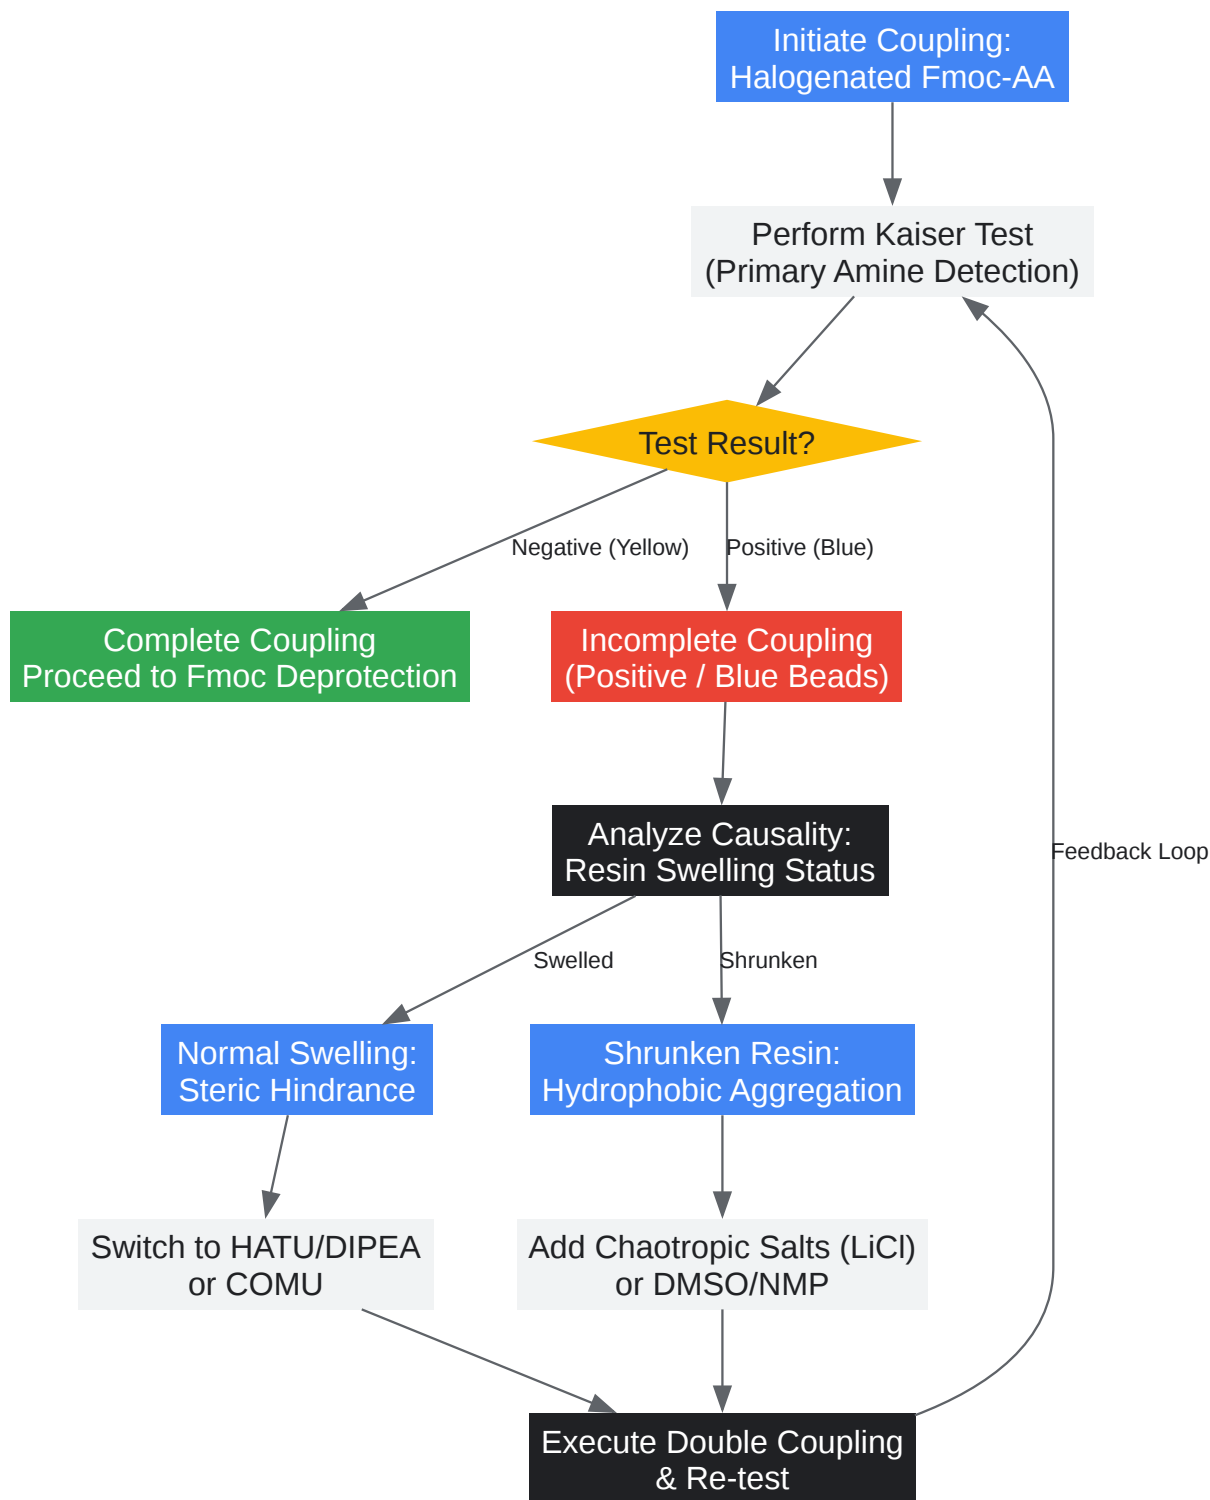 Initiate Coupling:
Halogenated Fmoc-AA
Perform Kaiser Test
(Primary Amine Detection)
Test Result?
Negative (Yellow)
Positive (Blue)
Complete Coupling
Proceed to Fmoc Deprotection
Incomplete Coupling
(Positive / Blue Beads)
Analyze Causality:
Resin Swelling Status
Feedback Loop
Swelled
Shrunken
Normal Swelling:
Steric Hindrance
Shrunken Resin:
Hydrophobic Aggregation
Switch to HATU/DIPEA
or COMU
Add Chaotropic Salts (LiCl)
or DMSO/NMP
Execute Double Coupling
& Re-test